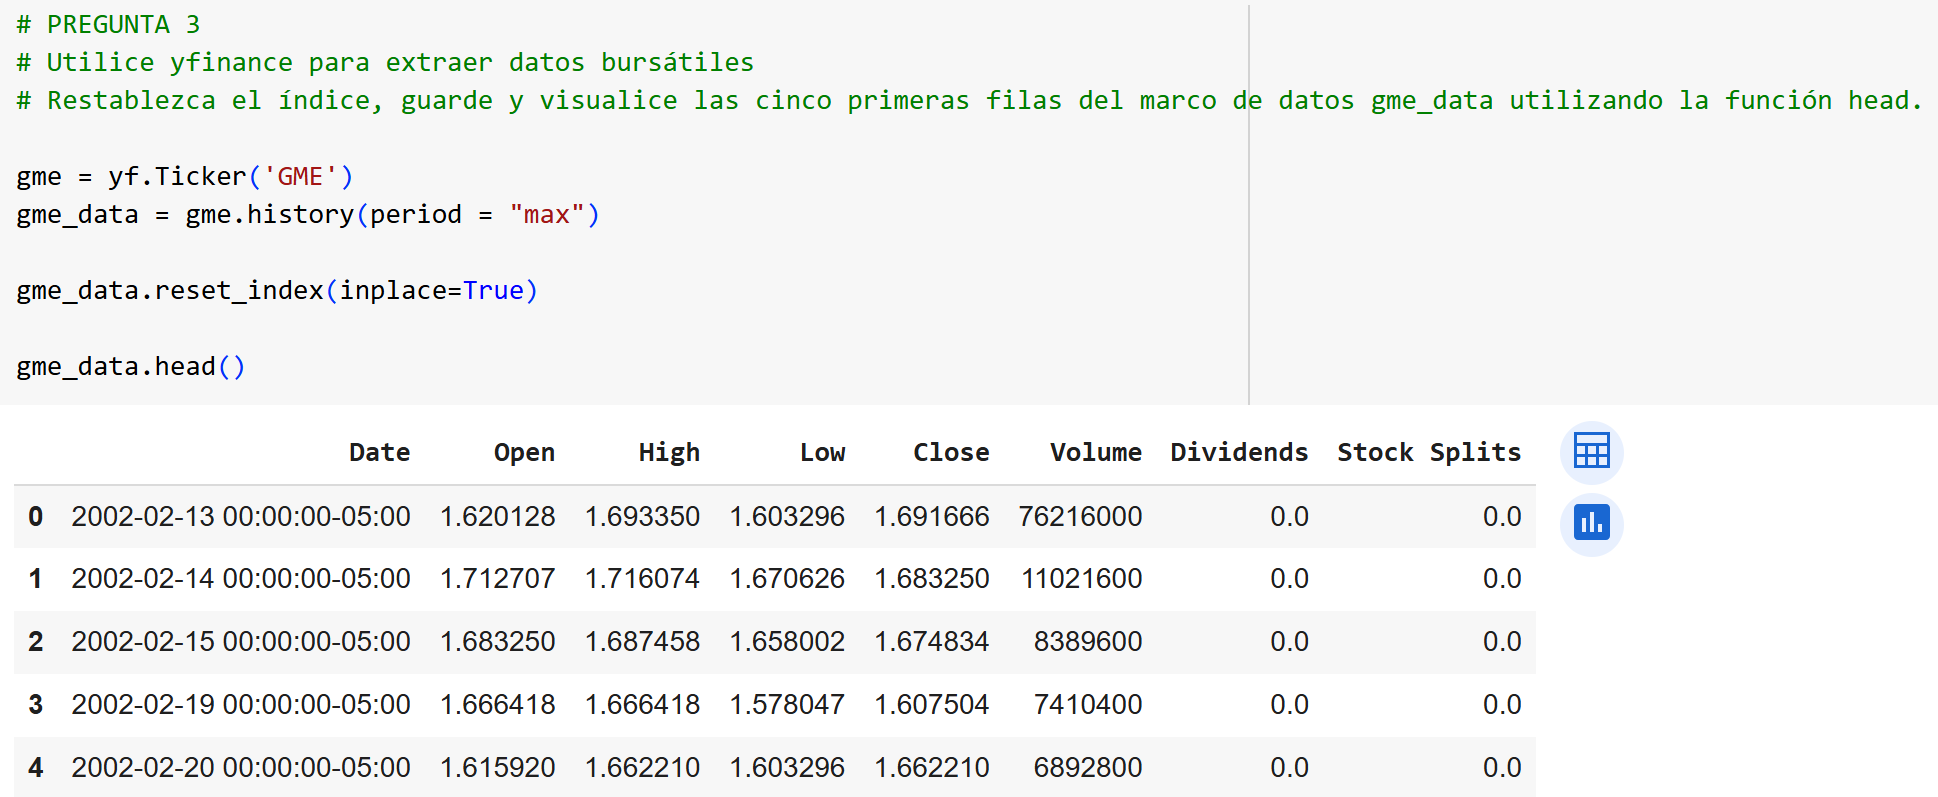 # PREGUNTA 3
# Utilice yfinance para extraer datos bursátiles
# Restablezca el índice, guarde y visualice las cinco primeras filas del marco de datos gme_data utilizando la función head.
gme = yf.Ticker('GME')
gme_data = gme.history(period = "max")
gme_data.reset_index(inplace=True)
gme_data.head()
Date Open High Low Close Volume Dividends Stock Splits
0 2002-02-13 00:00:00-05:00 1.620128 1.693350 1.603296 1.691666 76216000 0.0 0.0
1 2002-02-14 00:00:00-05:00 1.712707 1.716074 1.670626 1.683250 11021600 0.0 0.0
2 2002-02-15 00:00:00-05:00 1.683250 1.687458 1.658002 1.674834 8389600 0.0 0.0
3 2002-02-19 00:00:00-05:00 1.666418 1.666418 1.578047 1.607504 7410400 0.0 0.0
4 2002-02-20 00:00:00-05:00 1.615920 1.662210 1.603296 1.662210 6892800 0.0 0.0